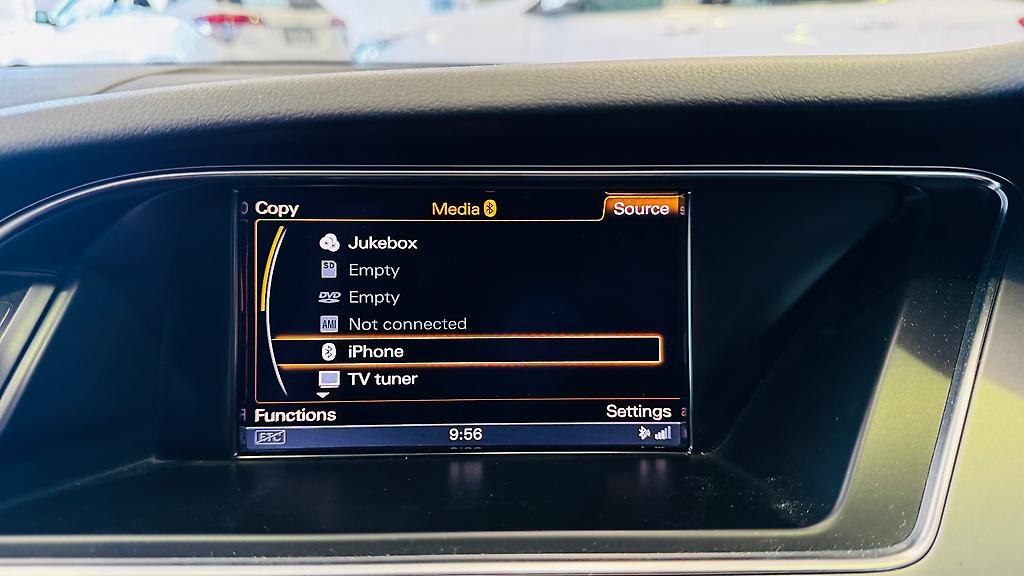 Copy Media Source
Jukebox
SD Empty
DVD Empty
AMI Not connected
iPhone
TV tuner
Functions Settings
ETC 9:56